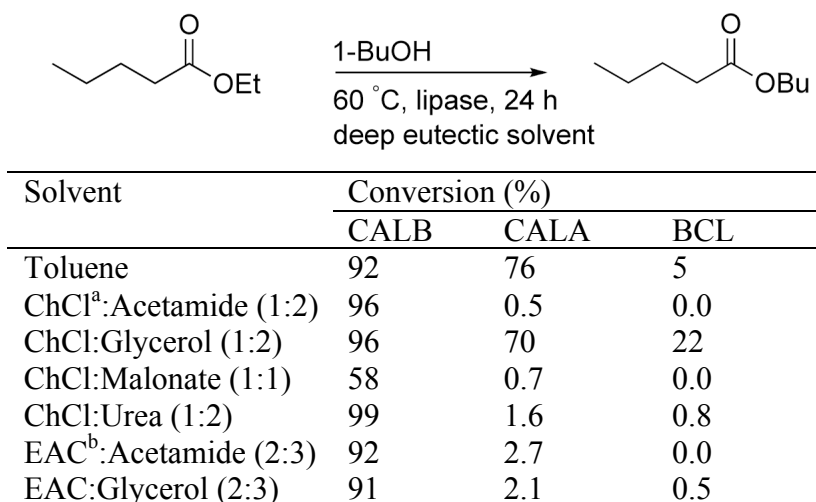 O
OEt
1-BuOH
60 °C, lipase, 24 h
deep eutectic solvent
O
OBu
Solvent Conversion (%)
CALB CALA BCL
Toluene 92 76 5
ChClᵃ:Acetamide (1:2) 96 0.5 0.0
ChCl:Glycerol (1:2) 96 70 22
ChCl:Malonate (1:1) 58 0.7 0.0
ChCl:Urea (1:2) 99 1.6 0.8
EACᵇ:Acetamide (2:3) 92 2.7 0.0
EAC:Glycerol (2:3) 91 2.1 0.5